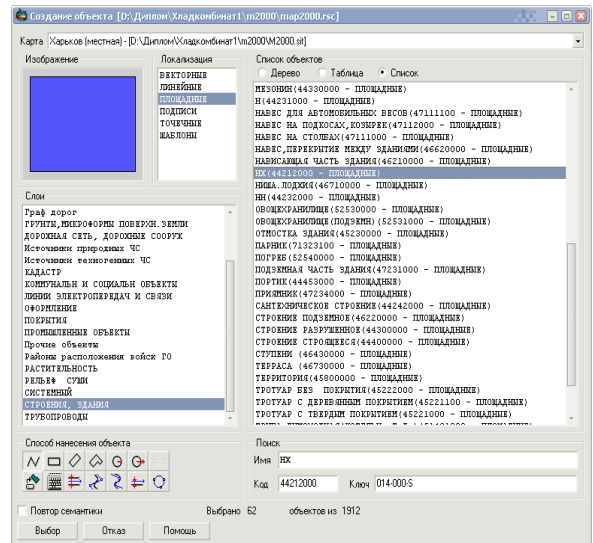 Создание объекта [D:\Диплом\Хладкомбинат1\m2000\map2000.rsc]
Карта Харьков (местная) - [D:\Диплом\Хладкомбинат1\m2000\M2000.sit]
Изображение
Локализация
ВЕКТОРНЫЕ
ЛИНЕЙНЫЕ
ПЛОЩАДНЫЕ
ПОДПИСИ
ТОЧЕЧНЫЕ
ШАБЛОНЫ
Слои
Граф дорог
ГРУНТЫ,МИКРОФОРМЫ ПОВЕРХН.ЗЕМЛИ
ДОРОЖНАЯ СЕТЬ, ДОРОЖНЫЕ СООРУЖ
Источники природных ЧС
Источники техногенных ЧС
КАДАСТР
КОММУНАЛЬН И СОЦИАЛЬН ОБЪЕКТЫ
ЛИНИИ ЭЛЕКТРОПЕРЕДАЧ И СВЯЗИ
ОФОРМЛЕНИЕ
ПОКРЫТИЯ
ПРОМЫШЛЕННЫЕ ОБЪЕКТЫ
Прочие объекты
Районы расположения войск ГО
РАСТИТЕЛЬНОСТЬ
РЕЛЬЕФ СУШИ
СИСТЕМНЫЙ
СТРОЕНИЯ, ЗДАНИЯ
ТРУБОПРОВОДЫ
Список объектов
Дерево Таблица Список
МЕЗОНИН(44330000 - ПЛОЩАДНЫЕ)
Н(44231000 - ПЛОЩАДНЫЕ)
НАВЕС ДЛЯ АВТОМОБИЛЬНЫХ ВЕСОВ(47111100 - ПЛОЩАДНЫЕ)
НАВЕС НА ПОДКОСАХ,КОЗЫРЕК(47112000 - ПЛОЩАДНЫЕ)
НАВЕС НА СТОЛБАХ(47111000 - ПЛОЩАДНЫЕ)
НАВЕС,ПЕРЕКРЫТИЕ МЕЖДУ ЗДАНИЯМИ(46620000 - ПЛОЩАДНЫЕ)
НАВИСАЮЩАЯ ЧАСТЬ ЗДАНИЯ(46210000 - ПЛОЩАДНЫЕ)
НЖ(44212000 - ПЛОЩАДНЫЕ)
НИША.ЛОДЖИЯ(46710000 - ПЛОЩАДНЫЕ)
НН(44232000 - ПЛОЩАДНЫЕ)
ОВОЩЕХРАНИЛИЩЕ(52530000 - ПЛОЩАДНЫЕ)
ОВОЩЕХРАНИЛИЩЕ(ПОДЗЕМН)(52531000 - ПЛОЩАДНЫЕ)
ОТМОСТКА ЗДАНИЯ(45230000 - ПЛОЩАДНЫЕ)
ПАРНИК(71323100 - ПЛОЩАДНЫЕ)
ПОГРЕБ(52540000 - ПЛОЩАДНЫЕ)
ПОДЗЕМНАЯ ЧАСТЬ ЗДАНИЯ(47231000 - ПЛОЩАДНЫЕ)
ПОРТИК(44453000 - ПЛОЩАДНЫЕ)
ПРИЯМНИК(47234000 - ПЛОЩАДНЫЕ)
САНТЕХНИЧЕСКОЕ СТРОЕНИЕ(44242000 - ПЛОЩАДНЫЕ)
СТРОЕНИЕ ПОДЗЕМНОЕ(46220000 - ПЛОЩАДНЫЕ)
СТРОЕНИЕ РАЗРУШЕННОЕ(44300000 - ПЛОЩАДНЫЕ)
СТРОЕНИЕ СТРОЯЩЕЕСЯ(44400000 - ПЛОЩАДНЫЕ)
СТУПЕНИ (46430000 - ПЛОЩАДНЫЕ)
ТЕРРАСА (46730000 - ПЛОЩАДНЫЕ)
ТЕРРИТОРИЯ(45800000 - ПЛОЩАДНЫЕ)
ТРОТУАР БЕЗ ПОКРЫТИЯ(45222000 - ПЛОЩАДНЫЕ)
ТРОТУАР С ДЕРЕВЯННЫМ ПОКРЫТИЕМ(45221100 - ПЛОЩАДНЫЕ)
ТРОТУАР С ТВЕРДЫМ ПОКРЫТИЕМ(45221000 - ПЛОЩАДНЫЕ)
Способ нанесения объекта
Поиск
Имя НЖ
Код 44212000 Ключ 014-000-S
Повтор семантики Выбрано 62 объектов из 1912
Выбор Отказ Помощь